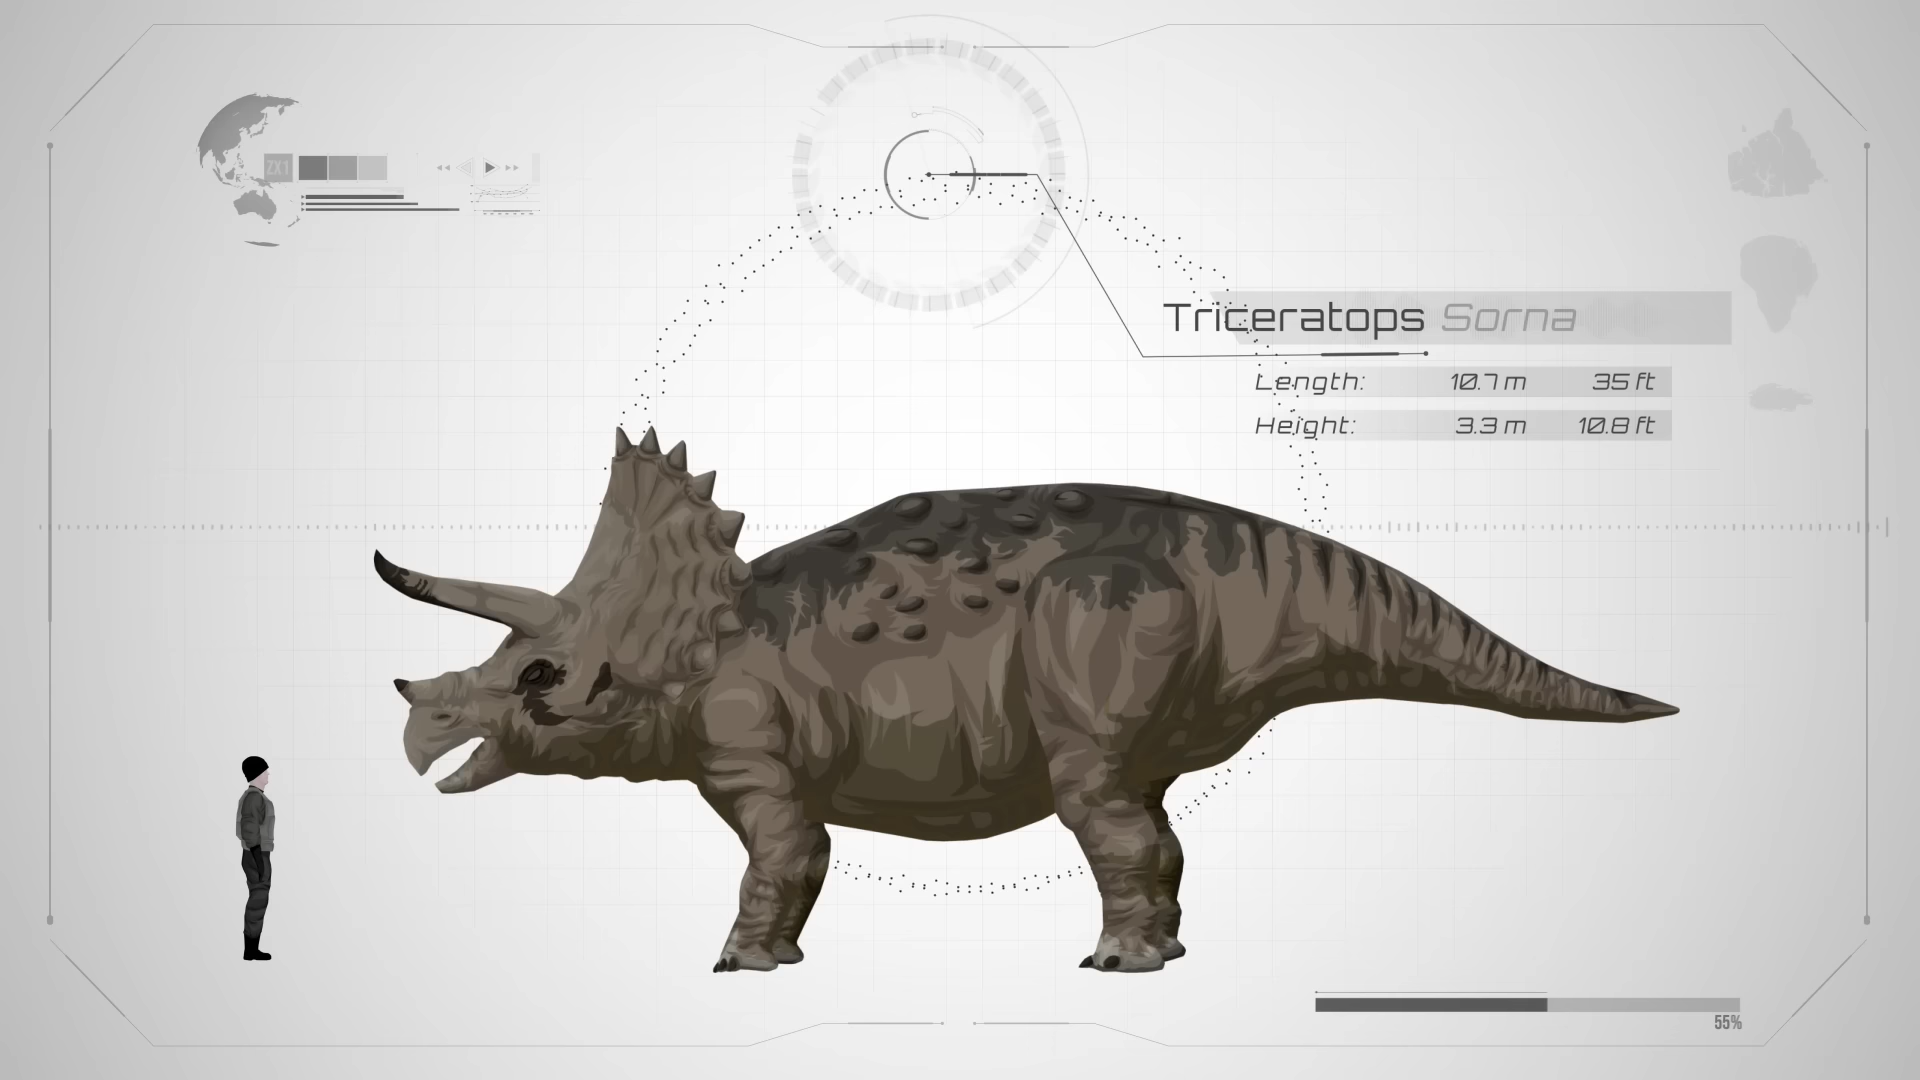 ZX1
Triceratops Sorna
Length: 10.7 m 35 ft
Height: 3.3 m 10.8 ft
55%